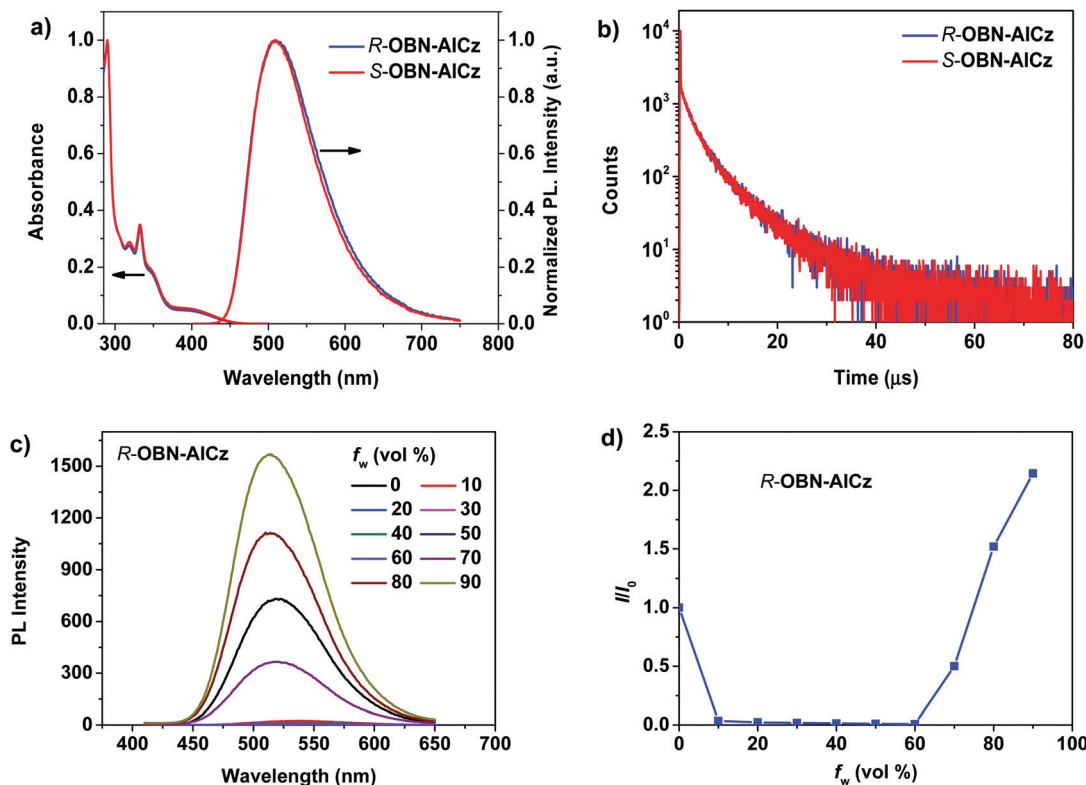 a)
R-OBN-AlCz
S-OBN-AlCz
Absorbance
1.0
0.8
0.6
0.4
0.2
0.0
Normalized PL. Intensity (a.u.)
1.0
0.8
0.6
0.4
0.2
0.0
300 400 500 600 700 800
Wavelength (nm)
b)
R-OBN-AICz
S-OBN-AICz
Counts
10⁴
10³
10²
10¹
10⁰
0 20 40 60 80
Time (μs)
c)
R-OBN-AICz
fw (vol %)
0 10
20 30
40 50
60 70
80 90
PL Intensity
1500
1200
900
600
300
0
400 450 500 550 600 650 700
Wavelength (nm)
d)
R-OBN-AICz
I/I₀
2.5
2.0
1.5
1.0
0.5
0.0
0 20 40 60 80 100
fw (vol %)